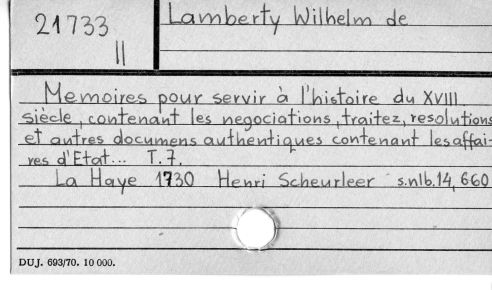 21733
II
Lamberty Wilhelm de
Memoires pour servir à l'histoire du XVIII.
siècle, contenant les negociations, traitez, resolutions
et autres documens authentiques contenant les affai-
res d'Etat... T.7.
La Haye 1730 Henri Scheurleer s.nlb.14, 660
DUJ. 693/70. 10 000.